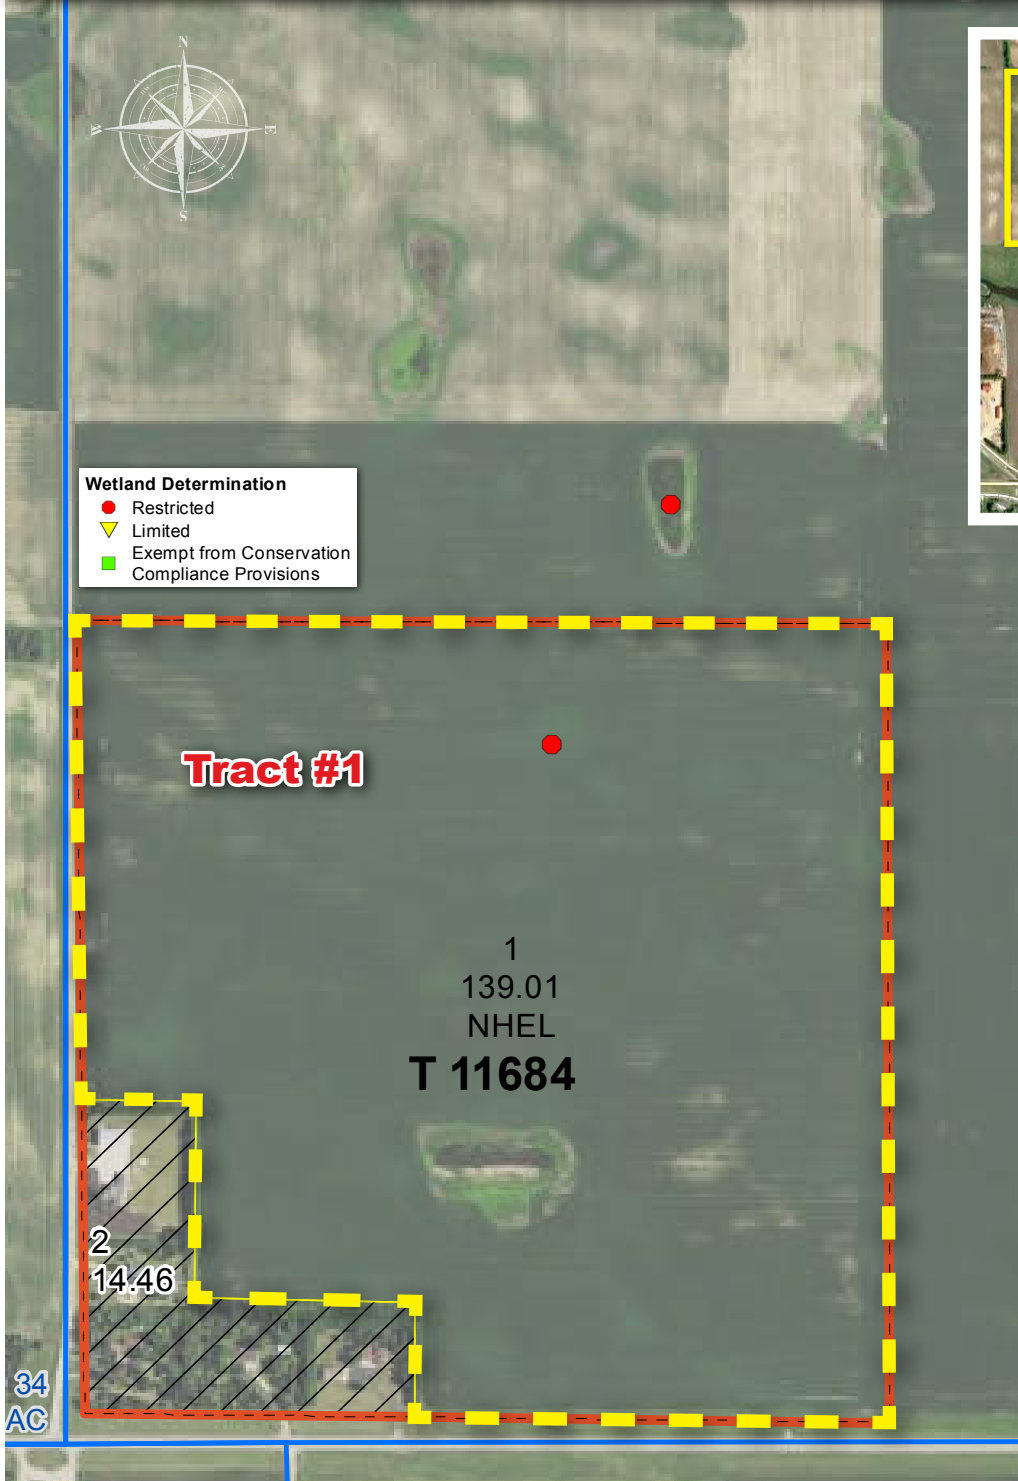 N
W
E
S
Wetland Determination
Restricted
Limited
Exempt from Conservation
Compliance Provisions
Tract #1
1
139.01
NHEL
T 11684
2
14.46
34
AC